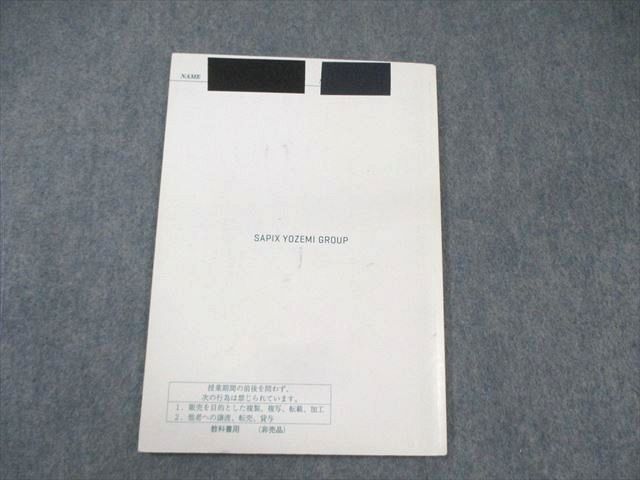 NAME
SAPIX YOZEMI GROUP
授業期間の前後を問わず、
次の行為は禁じられています。
1．販売を目的とした複製、複写、転載、加工
2．他者への譲渡、転売、貸与
教科書用　（非売品）